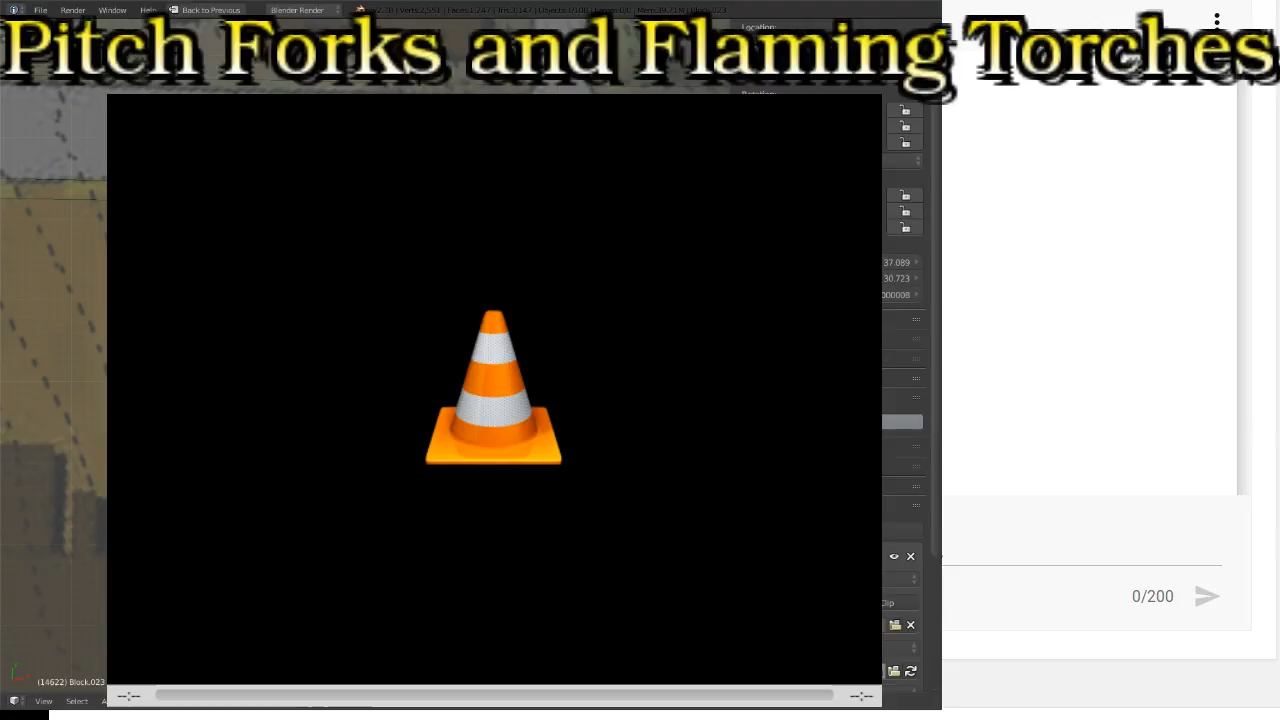 File Render Window Help Back to Previous Blender Render
Location:
Pitch Forks and Flaming Torches
37.089
30.723
000008
Clip
0/200
(14622) Block.023
View Select